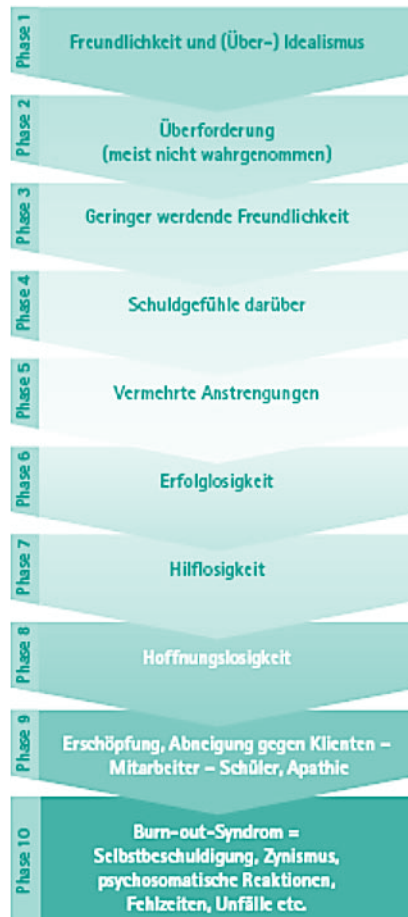 Phase 1
Freundlichkeit und (Über-) Idealismus
Phase 2
Überforderung
(meist nicht wahrgenommen)
Phase 3
Geringer werdende Freundlichkeit
Phase 4
Schuldgefühle darüber
Phase 5
Vermehrte Anstrengungen
Phase 6
Erfolglosigkeit
Phase 7
Hilflosigkeit
Phase 8
Hoffnungslosigkeit
Phase 9
Erschöpfung, Abneigung gegen Klienten –
Mitarbeiter – Schüler, Apathie
Phase 10
Burn-out-Syndrom =
Selbstbeschuldigung, Zynismus,
psychosomatische Reaktionen,
Fehlzeiten, Unfälle etc.